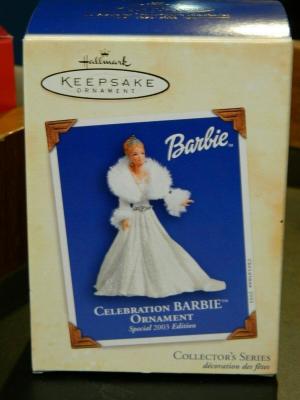 Hallmark
KEEPSAKE
ORNAMENT
Barbie
CELEBRATION BARBIE™
ORNAMENT
Special 2003 Edition
COLLECTOR'S SERIES
décoration des fêtes